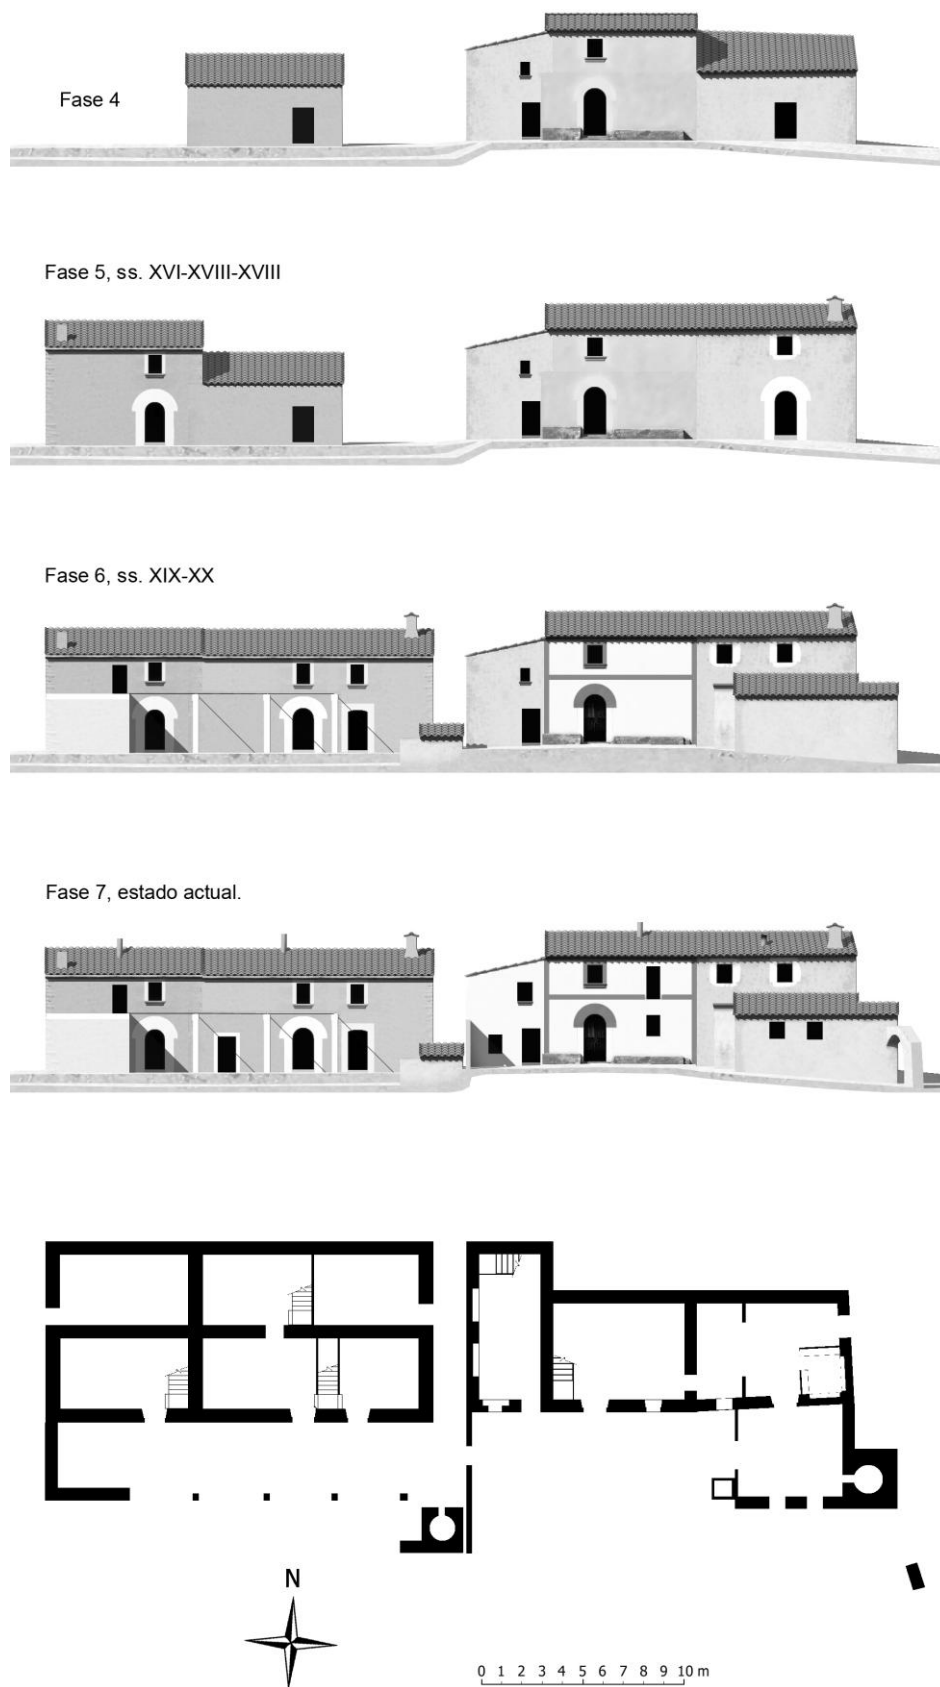 Fase 4
Fase 5, ss. XVI-XVIII-XVIII
Fase 6, ss. XIX-XX
Fase 7, estado actual.
N
0 1 2 3 4 5 6 7 8 9 10 m